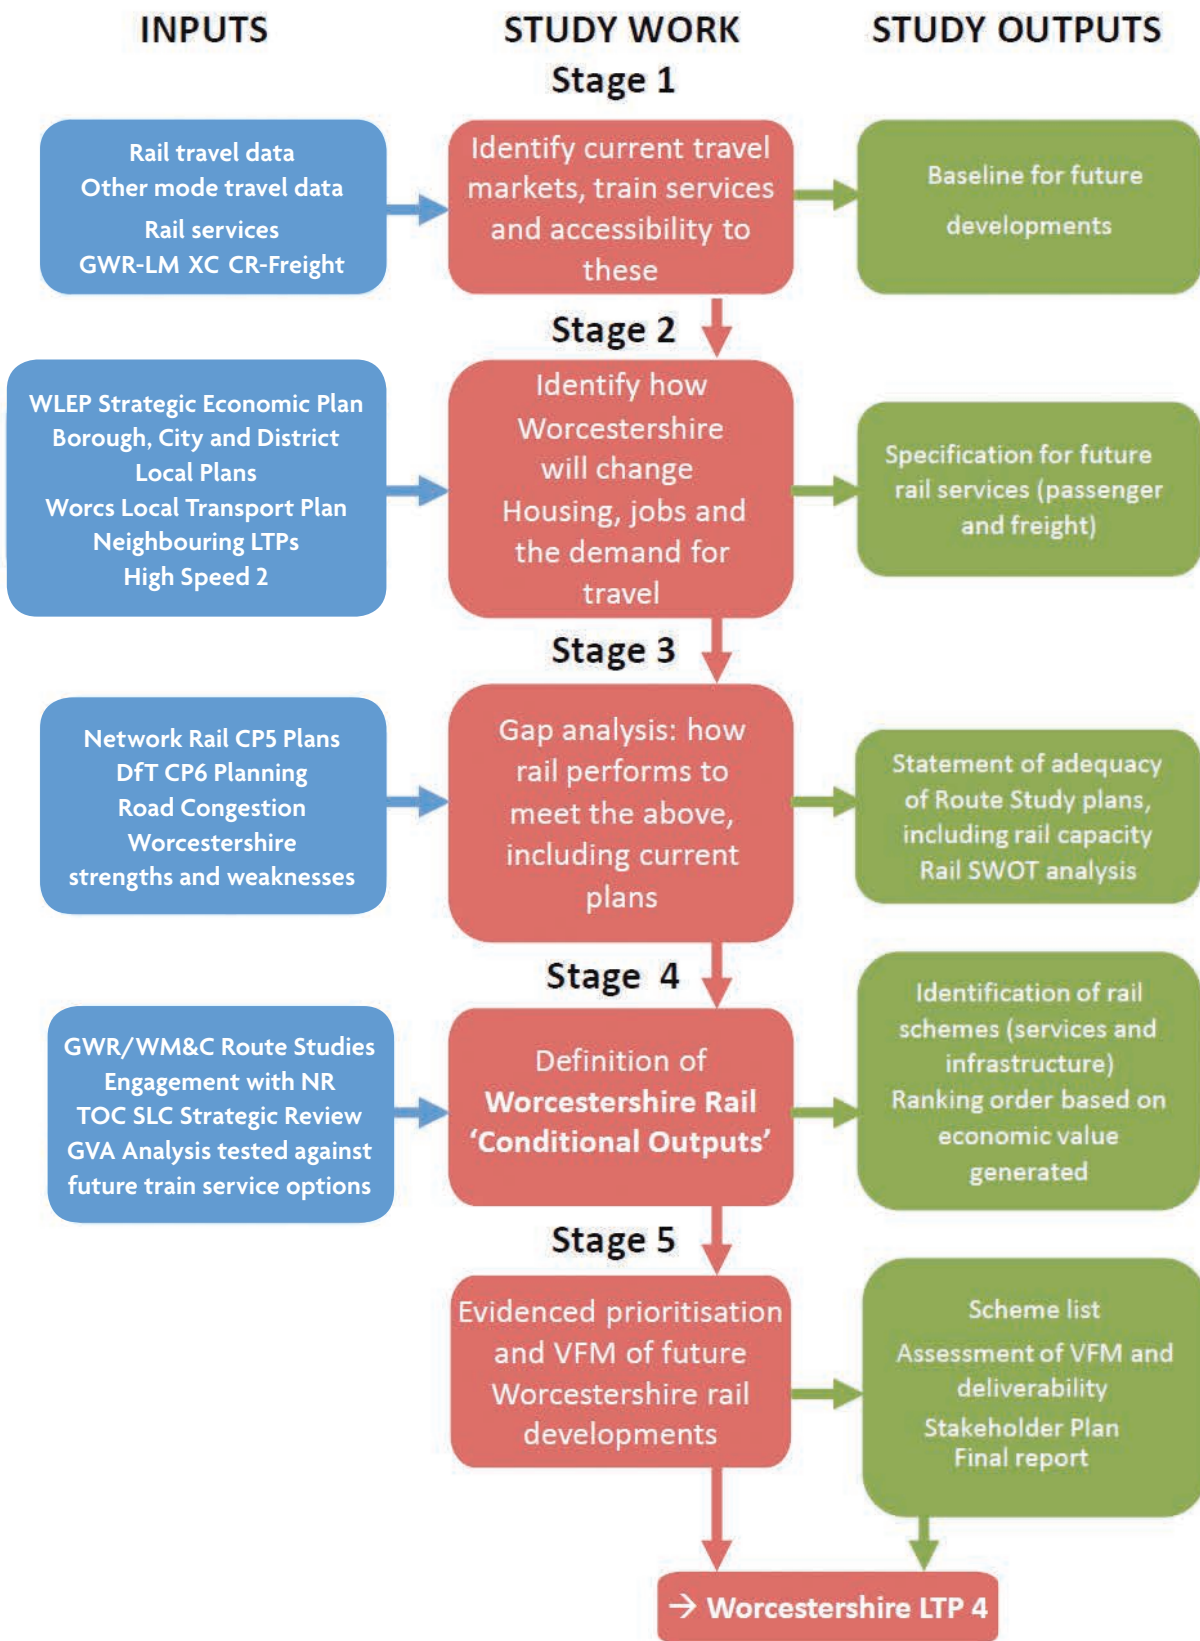 INPUTS
STUDY WORK
STUDY OUTPUTS
Stage 1
Rail travel data
Other mode travel data
Rail services
GWR-LM XC CR-Freight
Identify current travel
markets, train services
and accessibility to
these
Baseline for future
developments
Stage 2
WLEP Strategic Economic Plan
Borough, City and District
Local Plans
Worcs Local Transport Plan
Neighbouring LTPs
High Speed 2
Identify how
Worcestershire
will change
Housing, jobs and
the demand for
travel
Specification for future
rail services (passenger
and freight)
Stage 3
Network Rail CP5 Plans
DfT CP6 Planning
Road Congestion
Worcestershire
strengths and weaknesses
Gap analysis: how
rail performs to
meet the above,
including current
plans
Statement of adequacy
of Route Study plans,
including rail capacity
Rail SWOT analysis
Stage 4
GWR/WM&C Route Studies
Engagement with NR
TOC SLC Strategic Review
GVA Analysis tested against
future train service options
Definition of
Worcestershire Rail
‘Conditional Outputs’
Identification of rail
schemes (services and
infrastructure)
Ranking order based on
economic value
generated
Stage 5
Evidenced prioritisation
and VFM of future
Worcestershire rail
developments
Scheme list
Assessment of VFM and
deliverability
Stakeholder Plan
Final report
→ Worcestershire LTP 4